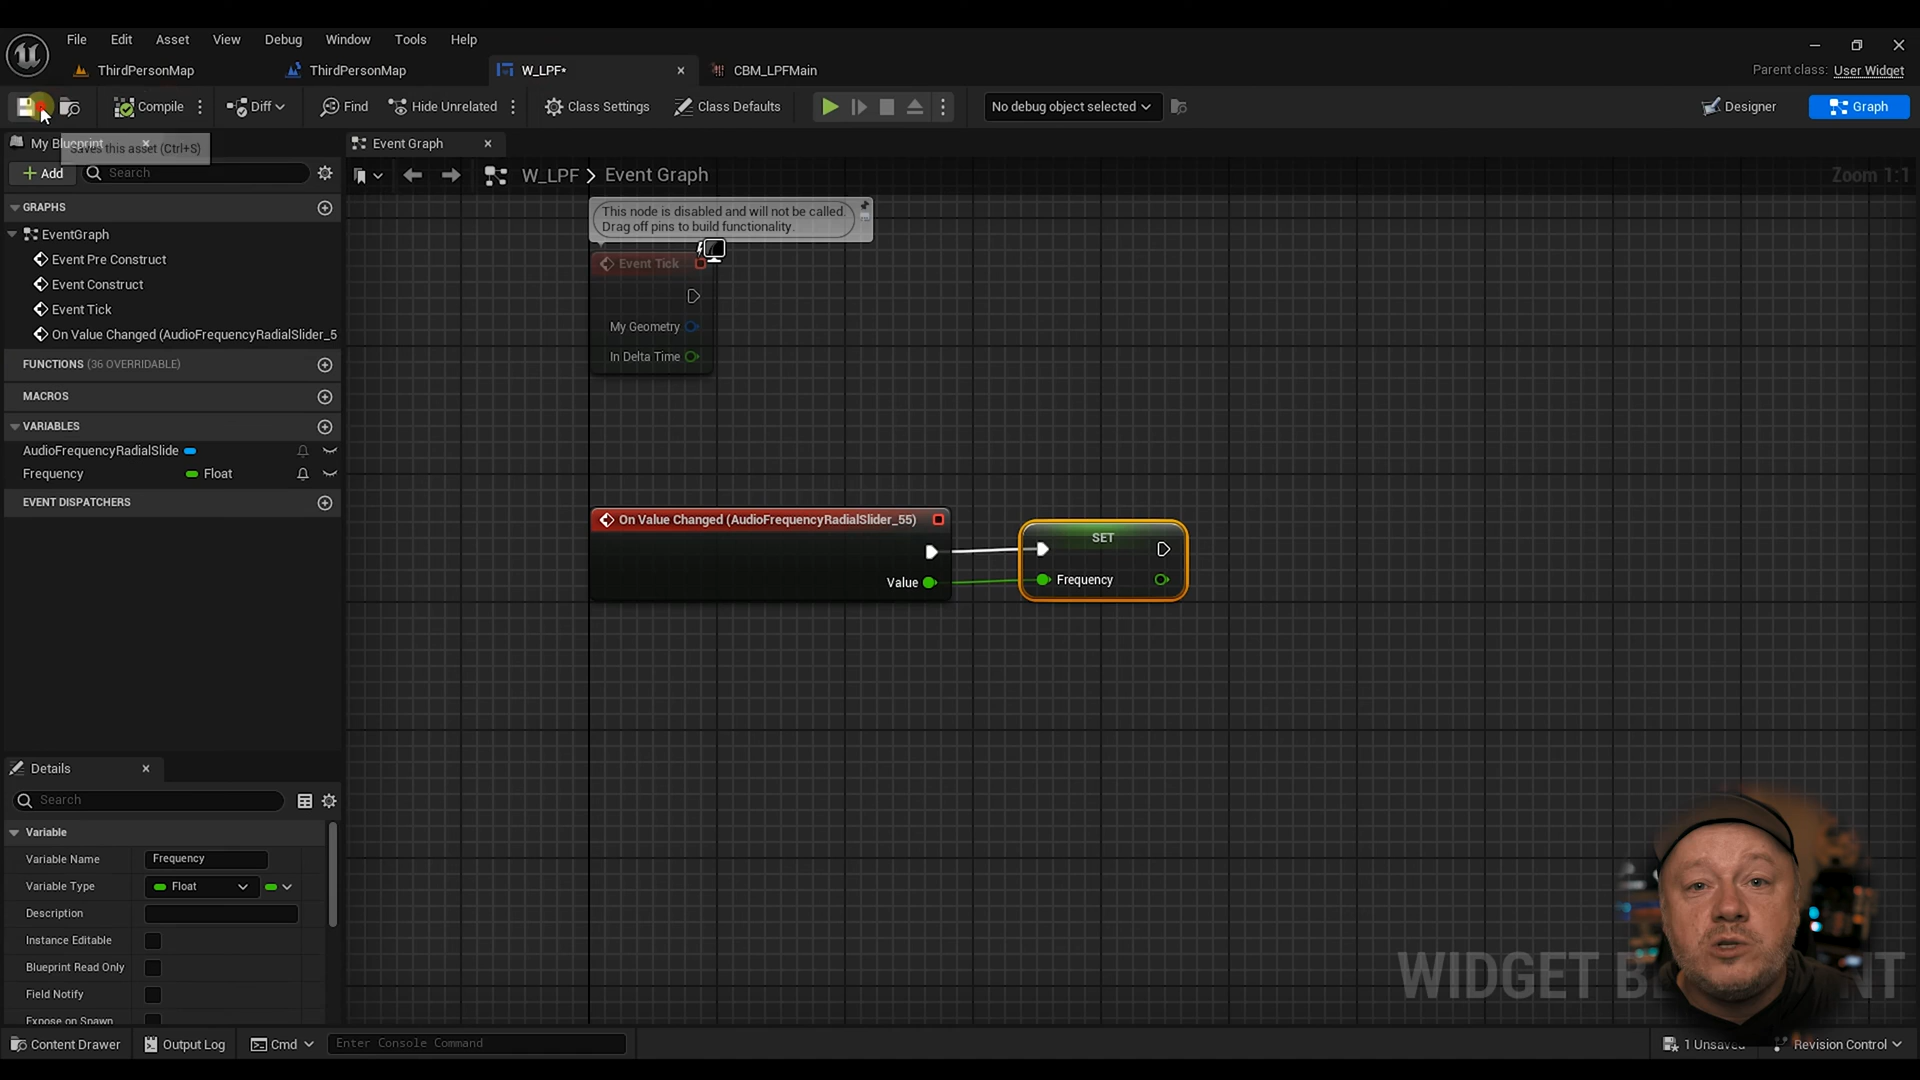 File Edit Asset View Debug Window Tools Help
ThirdPersonMap ThirdPersonMap W_LPF• CBM_LPFMain Parent class: User Widget
Compile Diff Find Hide Unrelated Class Settings Class Defaults No debug object selected Designer Graph
My Blueprint
Saves this asset (Ctrl+S)
Event Graph
Add Search
W_LPF > Event Graph Zoom 1:1
GRAPHS
EventGraph
Event Pre Construct
Event Construct
Event Tick
On Value Changed (AudioFrequencyRadialSlider_5
FUNCTIONS (36 OVERRIDABLE)
MACROS
VARIABLES
AudioFrequencyRadialSlide
Frequency Float
EVENT DISPATCHERS
This node is disabled and will not be called.
Drag off pins to build functionality.
Event Tick
My Geometry
In Delta Time
On Value Changed (AudioFrequencyRadialSlider_55)
Value
SET
Frequency
Details
Search
Variable
Variable Name Frequency
Variable Type Float
Description
Instance Editable
Blueprint Read Only
Field Notify
Expose on Spawn
WIDGET
Content Drawer Output Log Cmd Enter Console Command 1 Unsaved Revision Control